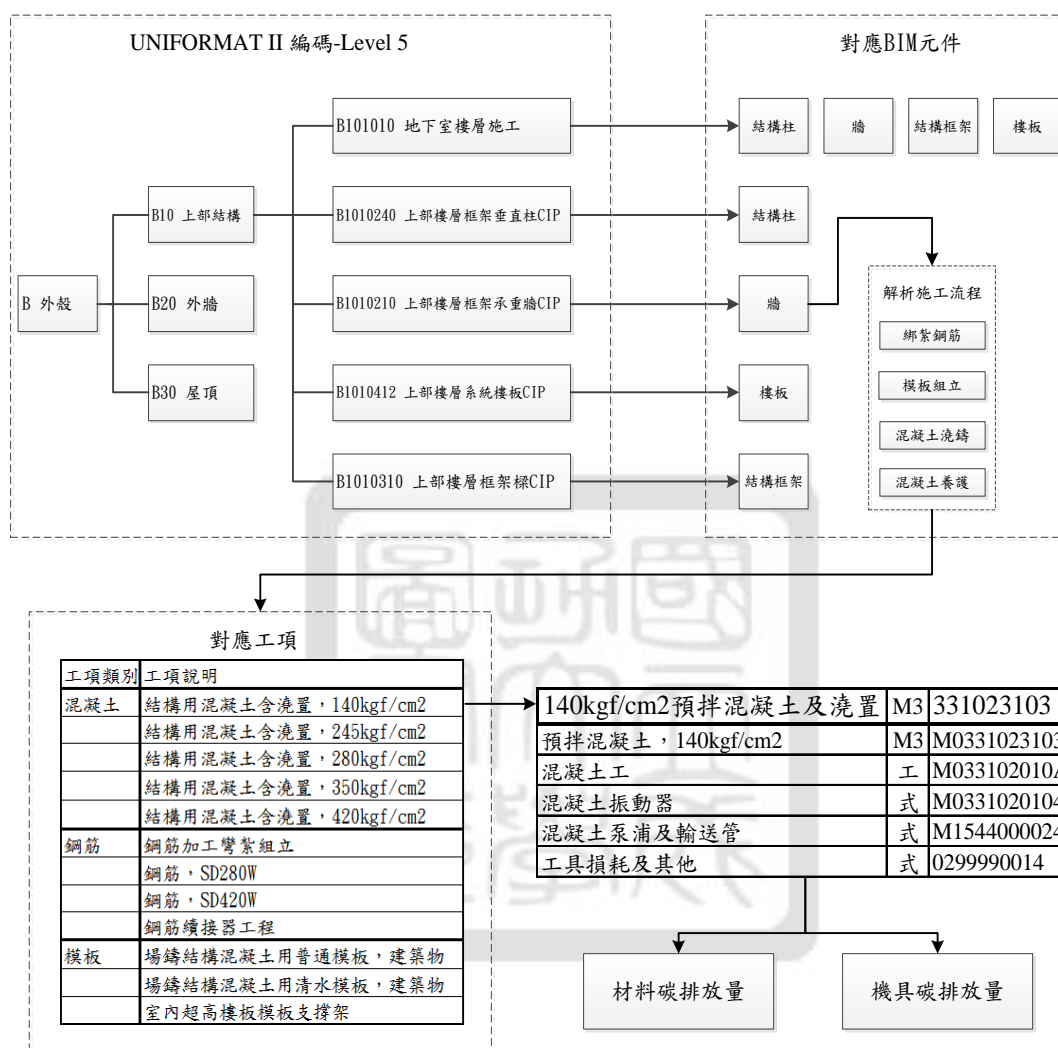 UNIFORMAT II 編碼-Level 5
對應BIM元件
B 外殼
B10 上部結構
B20 外牆
B30 屋頂
B101010 地下室樓層施工
B1010240 上部樓層框架垂直柱CIP
B1010210 上部樓層框架承重牆CIP
B1010412 上部樓層系統樓板CIP
B1010310 上部樓層框架樑CIP
結構柱 牆 結構框架 樓板
結構柱
牆
樓板
結構框架
解析施工流程
綁紮鋼筋
模板組立
混凝土澆鑄
混凝土養護
對應工項
工項類別 工項說明
混凝土 結構用混凝土含澆置，140kgf/cm2
結構用混凝土含澆置，245kgf/cm2
結構用混凝土含澆置，280kgf/cm2
結構用混凝土含澆置，350kgf/cm2
結構用混凝土含澆置，420kgf/cm2
鋼筋 鋼筋加工彎紮組立
鋼筋，SD280W
鋼筋，SD420W
鋼筋續接器工程
模板 場鑄結構混凝土用普通模板，建築物
場鑄結構混凝土用清水模板，建築物
室內超高樓板模板支撐架
140kgf/cm2預拌混凝土及澆置 M3 331023103
預拌混凝土，140kgf/cm2 M3 M0331023103
混凝土工 工 M033102010A
混凝土振動器 式 M0331020104
混凝土泵浦及輸送管 式 M1544000024
工具損耗及其他 式 0299990014
材料碳排放量
機具碳排放量